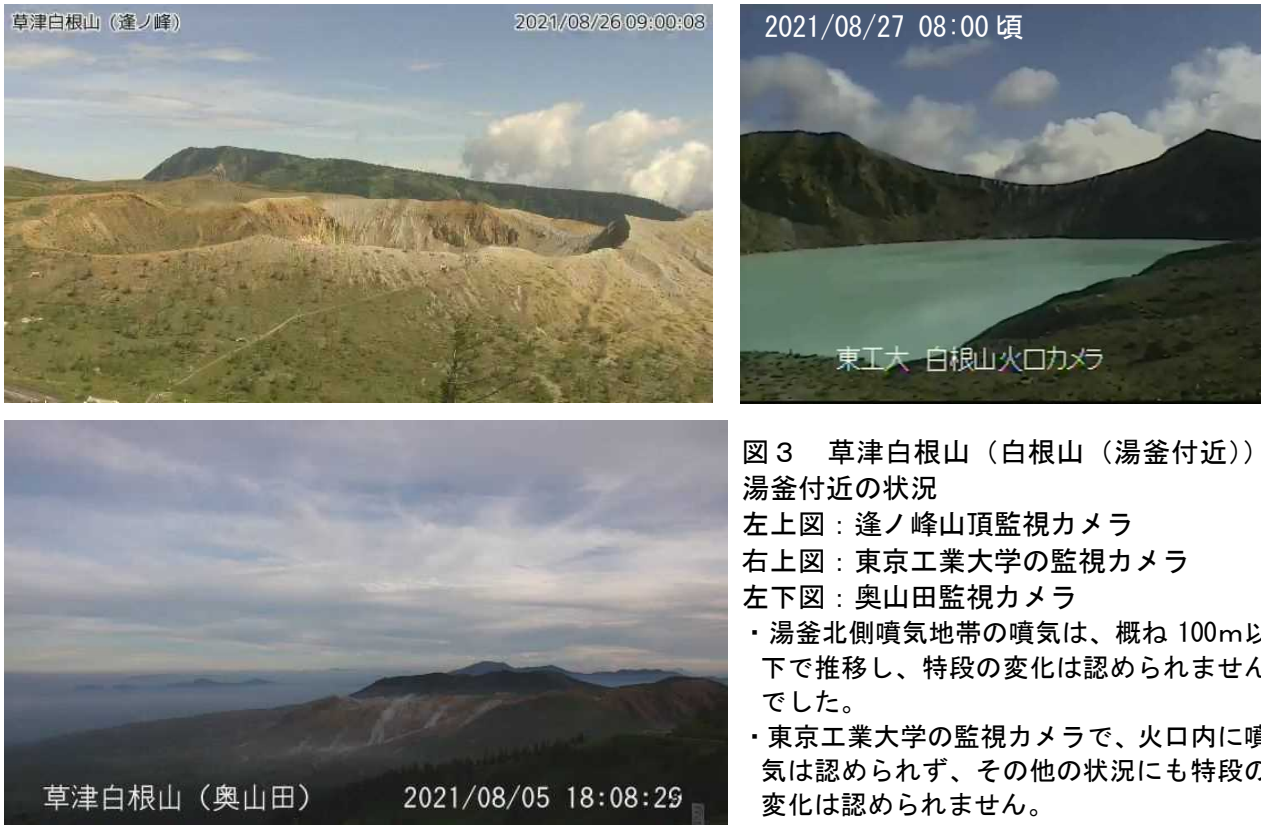 草津白根山（逢ノ峰）
2021/08/26 09:00:08
2021/08/27 08:00 頃
東工大 白根山火口カメラ
草津白根山（奥山田）
2021/08/05 18:08:29
図３　草津白根山（白根山（湯釜付近））
湯釜付近の状況
左上図：逢ノ峰山頂監視カメラ
右上図：東京工業大学の監視カメラ
左下図：奥山田監視カメラ
・湯釜北側噴気地帯の噴気は、概ね 100ｍ以
下で推移し、特段の変化は認められません
でした。
・東京工業大学の監視カメラで、火口内に噴
気は認められず、その他の状況にも特段の
変化は認められません。